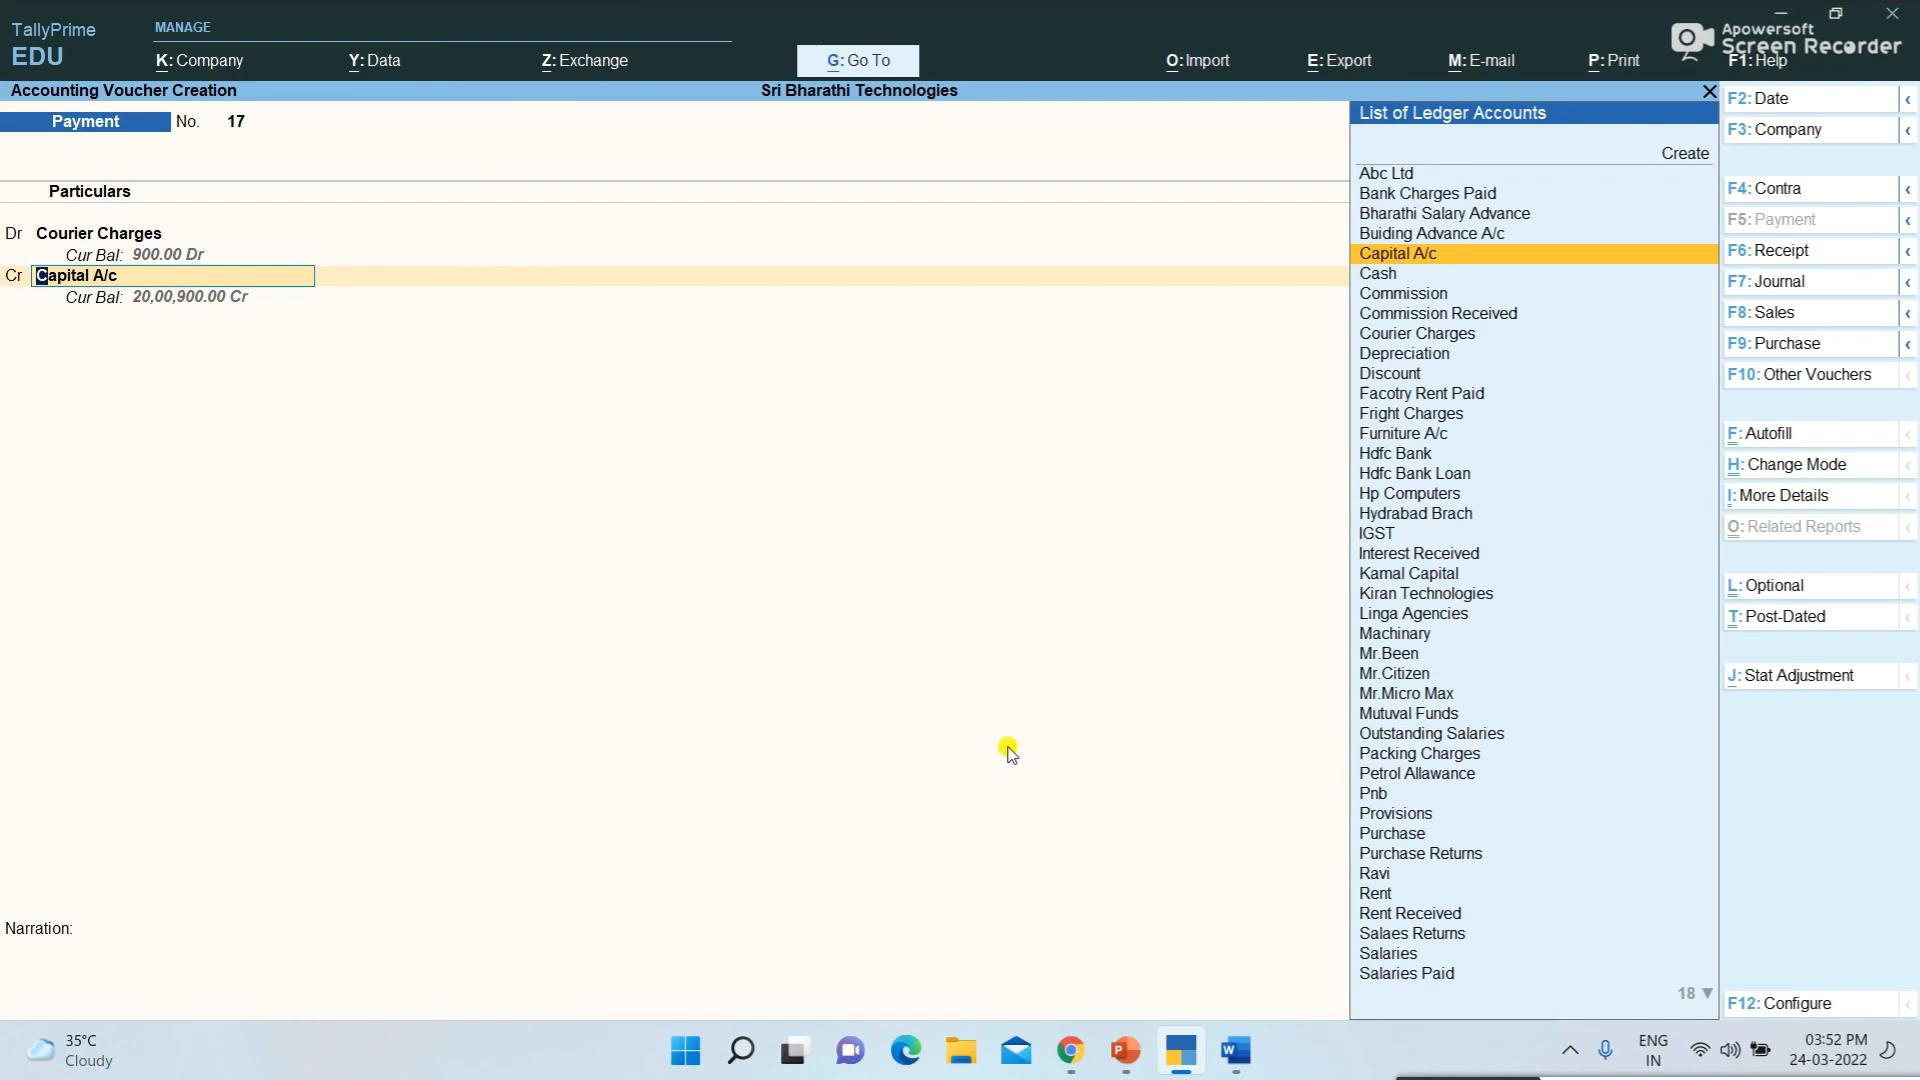 TallyPrime
EDU
MANAGE
K: Company
Y: Data
Z: Exchange
G: Go To
O: Import
E: Export
M: E-mail
P: Print
F1: Help
Apowersoft
Screen Recorder
Accounting Voucher Creation
Sri Bharathi Technologies
Payment No. 17
Particulars
Dr Courier Charges
Cur Bal: 900.00 Dr
Cr Capital A/c
Cur Bal: 20,00,900.00 Cr
Narration:
List of Ledger Accounts
Create
Abc Ltd
Bank Charges Paid
Bharathi Salary Advance
Buiding Advance A/c
Capital A/c
Cash
Commission
Commission Received
Courier Charges
Depreciation
Discount
Facotry Rent Paid
Fright Charges
Furniture A/c
Hdfc Bank
Hdfc Bank Loan
Hp Computers
Hydrabad Brach
IGST
Interest Received
Kamal Capital
Kiran Technologies
Linga Agencies
Machinary
Mr.Been
Mr.Citizen
Mr.Micro Max
Mutuval Funds
Outstanding Salaries
Packing Charges
Petrol Allawance
Pnb
Provisions
Purchase
Purchase Returns
Ravi
Rent
Rent Received
Salaes Returns
Salaries
Salaries Paid
18 ▼
F2: Date
F3: Company
F4: Contra
F5: Payment
F6: Receipt
F7: Journal
F8: Sales
F9: Purchase
F10: Other Vouchers
F: Autofill
H: Change Mode
I: More Details
O: Related Reports
L: Optional
T: Post-Dated
J: Stat Adjustment
F12: Configure
35°C
Cloudy
ENG
IN
03:52 PM
24-03-2022